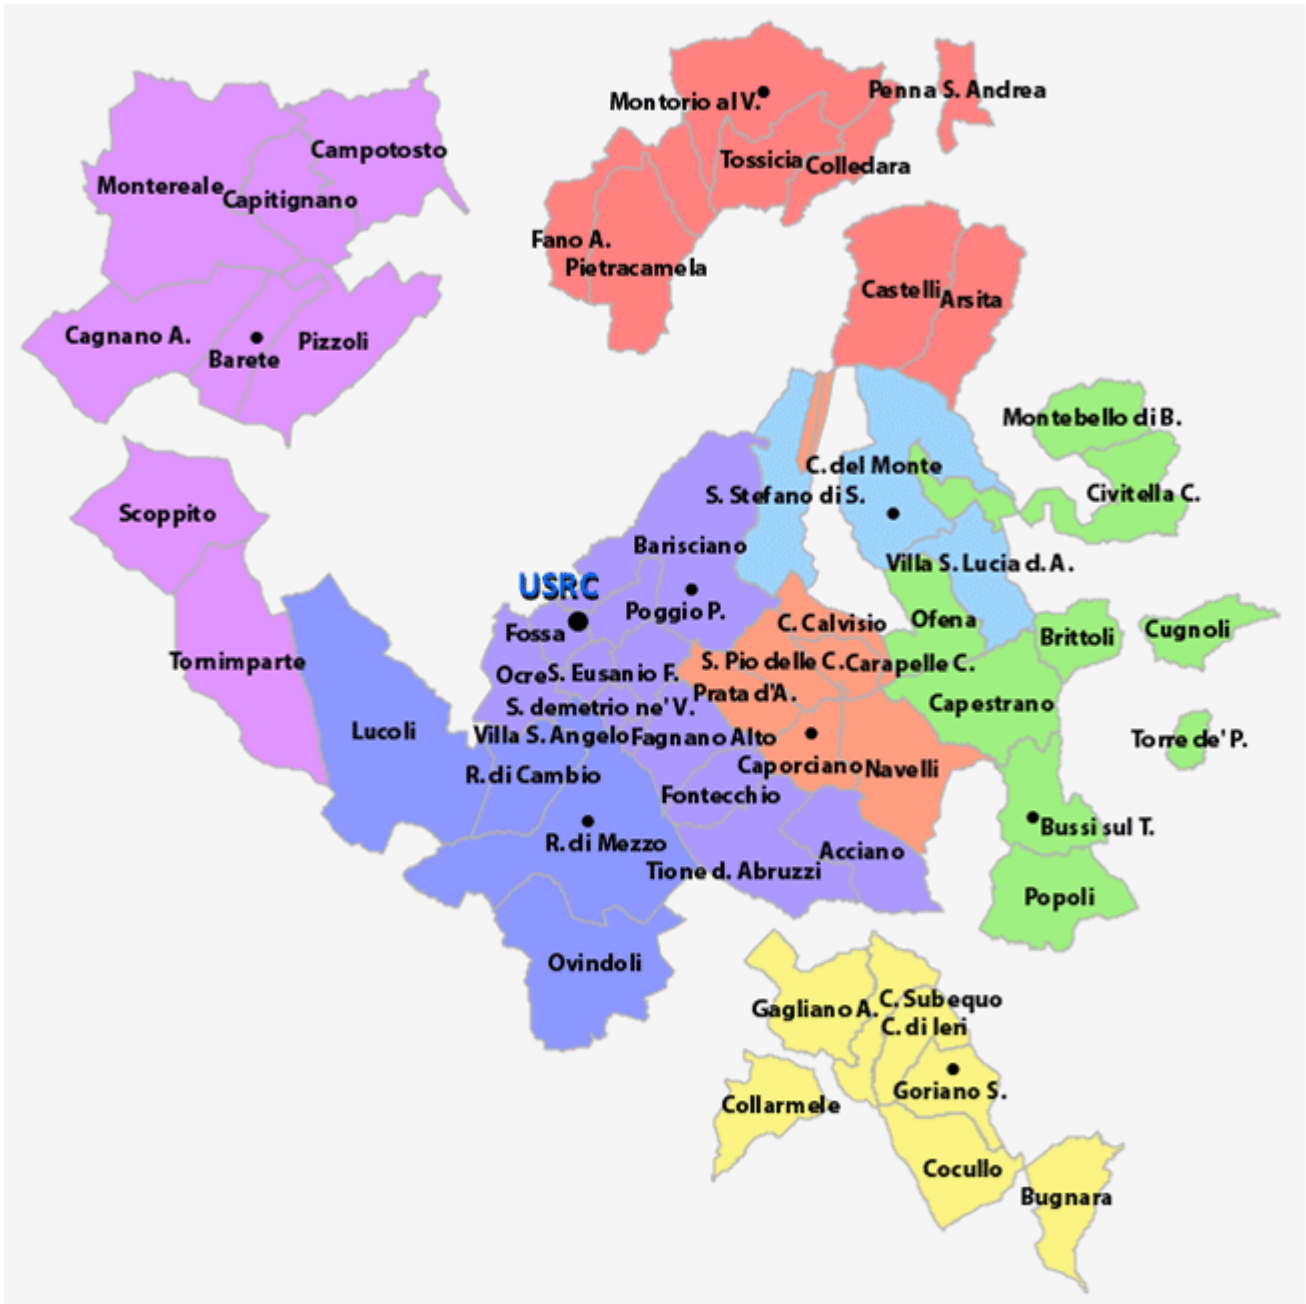 Montorio al V.
Penna S. Andrea
Campotosto
Tossicia
Colledara
Montereale
Capitignano
Fano A.
Pietracamela
Castelli
Arsita
Cagnano A.
Barete
Pizzoli
Montebello di B.
C. del Monte
S. Stefano di S.
Civitella C.
Scoppito
Barisciano
Villa S. Lucia d. A.
USRC
Poggio P.
C. Calvisio
Ofena
Fossa
Brittoli
Cugnoli
Tornimparte
Ocre
S. Eusanio F.
S. Pio delle C.
Carapelle C.
Prata d'A.
S. demetrio ne' V.
Capestrano
Lucoli
Villa S. Angelo
Fagnano Alto
Torre de' P.
R. di Cambio
Caporciano
Navelli
Fontecchio
Bussi sul T.
R. di Mezzo
Acciano
Tione d. Abruzzi
Popoli
Ovindoli
Gagliano A.
C. Subequo
C. di Ieri
Goriano S.
Collarmele
Cocullo
Bugnara